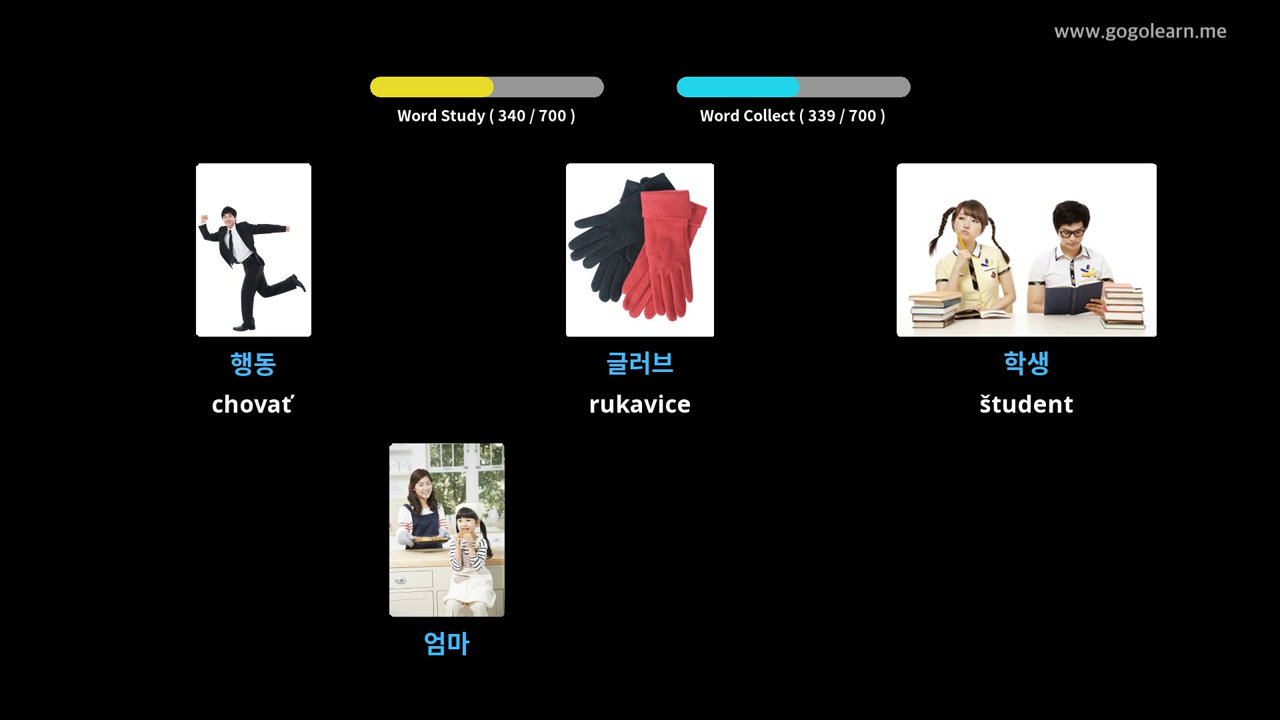 www.gogolearn.me
Word Study ( 340 / 700 )
Word Collect ( 339 / 700 )
행동
chovať
글러브
rukavice
학생
študent
엄마